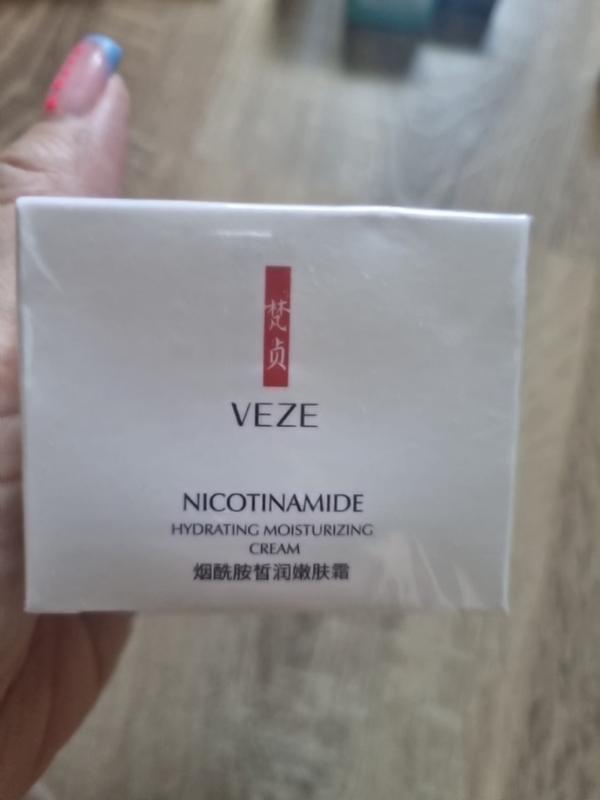 梵贞
VEZE
NICOTINAMIDE
HYDRATING MOISTURIZING
CREAM
烟酰胺皙润嫩肤霜